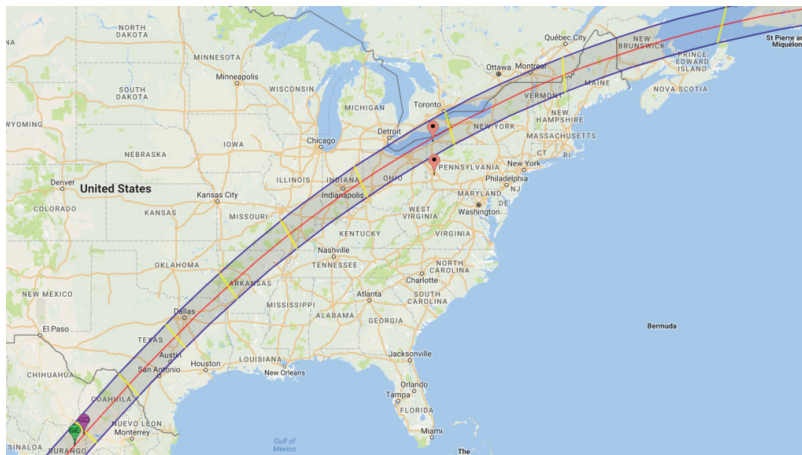 NORTH
DAKOTA
Québec City
NEW
BRUNSWICK
St Pierre an
Miquelon
MINNESOTA
Ottawa
Montreal
PRINCE
EDWARD
ISLAND
MAINE
Minneapolis
SOUTH
DAKOTA
WISCONSIN
VERMONT
NOVA SCOTIA
Toronto
MICHIGAN
NEW
HAMPSHIRE
WYOMING
Detroit
NEW YORK
MASSACHUSETTS
IOWA
Chicago
CT
RI
NEBRASKA
PENNSYLVANIA
New York
OHIO
ILLINOIS
INDIANA
Philadelphia
Denver
United States
Indianapolis
MARYLAND
NJ
DE
Kansas City
COLORADO
WEST
VIRGINIA
Washington
KANSAS
MISSOURI
KENTUCKY
VIRGINIA
Nashville
OKLAHOMA
TENNESSEE
NORTH
CAROLINA
ARKANSAS
Charlotte
NEW MEXICO
MISSISSIPPI
Atlanta
SOUTH
CAROLINA
Dallas
ALABAMA
GEORGIA
El Paso
Bermuda
TEXAS
Austin
LOUISIANA
Jacksonville
Houston
San Antonio
New Orleans
CHIHUAHUA
Orlando
COAHUILA
Tampa
FLORIDA
GE
NUEVO LEON
Monterrey
Miami
SINALOA
DURANGO
Gulf of
Mexico
The